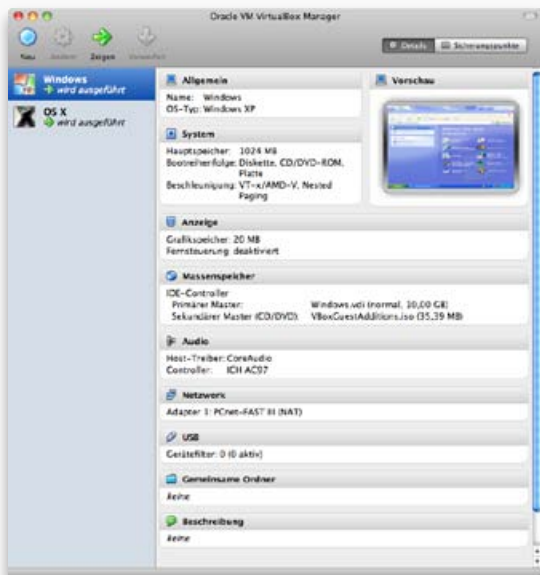 Oracle VM VirtualBox Manager
Neu
Ändern
Zeigen
Verwerfen
Details
Sicherungspunkte
Windows
wird ausgeführt
OS X
wird ausgeführt
Allgemein
Name: Windows
OS-Typ: Windows XP
System
Hauptspeicher: 1024 MB
Bootreihenfolge: Diskette, CD/DVD-ROM,
Platte
Beschleunigung: VT-x/AMD-V, Nested
Paging
Vorschau
Anzeige
Grafikspeicher: 20 MB
Fernsteuerung: deaktiviert
Massenspeicher
IDE-Controller
Primärer Master: Windows.vdi (normal, 10,00 GB)
Sekundärer Master (CD/DVD): VBoxGuestAdditions.iso (35,39 MB)
Audio
Host-Treiber: CoreAudio
Controller: ICH AC97
Netzwerk
Adapter 1: PCnet-FAST III (NAT)
USB
Gerätefilter: 0 (0 aktiv)
Gemeinsame Ordner
Keine
Beschreibung
Keine